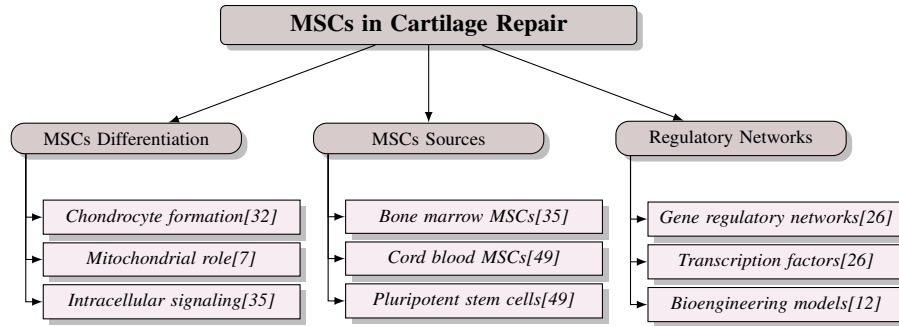 MSCs in Cartilage Repair
MSCs Differentiation
Chondrocyte formation[32]
Mitochondrial role[7]
Intracellular signaling[35]
MSCs Sources
Bone marrow MSCs[35]
Cord blood MSCs[49]
Pluripotent stem cells[49]
Regulatory Networks
Gene regulatory networks[26]
Transcription factors[26]
Bioengineering models[12]